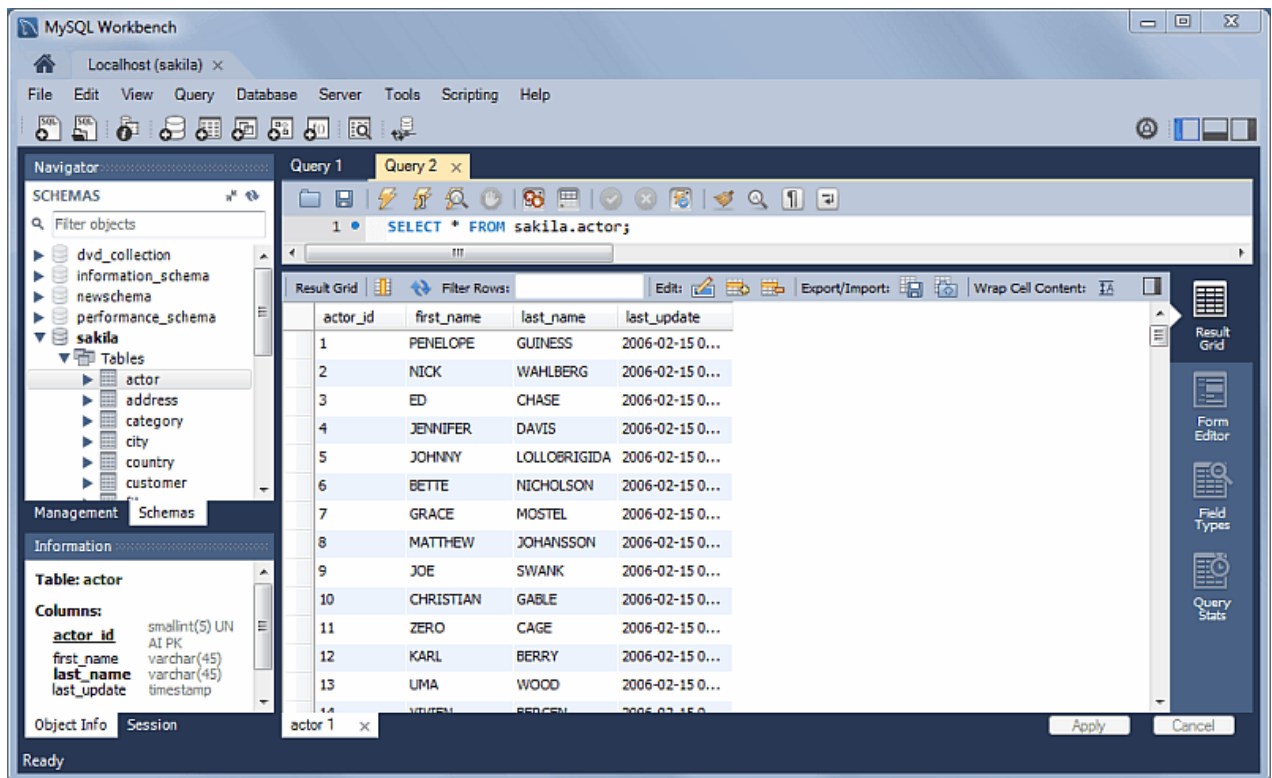 MySQL Workbench
Localhost (sakila)
File Edit View Query Database Server Tools Scripting Help
Navigator
SCHEMAS
Filter objects
dvd_collection
information_schema
newschema
performance_schema
sakila
Tables
actor
address
category
city
country
customer
Management Schemas
Information
Table: actor
Columns:
actor_id smallint(5) UN
AI PK
first_name varchar(45)
last_name varchar(45)
last_update timestamp
Object Info Session
Query 1 Query 2
1 SELECT * FROM sakila.actor;
Result Grid Filter Rows: Edit: Export/Import: Wrap Cell Content:
actor_id first_name last_name last_update
1 PENELOPE GUINESS 2006-02-15 0...
2 NICK WAHLBERG 2006-02-15 0...
3 ED CHASE 2006-02-15 0...
4 JENNIFER DAVIS 2006-02-15 0...
5 JOHNNY LOLLOBRIGIDA 2006-02-15 0...
6 BETTE NICHOLSON 2006-02-15 0...
7 GRACE MOSTEL 2006-02-15 0...
8 MATTHEW JOHANSSON 2006-02-15 0...
9 JOE SWANK 2006-02-15 0...
10 CHRISTIAN GABLE 2006-02-15 0...
11 ZERO CAGE 2006-02-15 0...
12 KARL BERRY 2006-02-15 0...
13 UMA WOOD 2006-02-15 0...
Result
Grid
Form
Editor
Field
Types
Query
Stats
actor 1
Apply Cancel
Ready